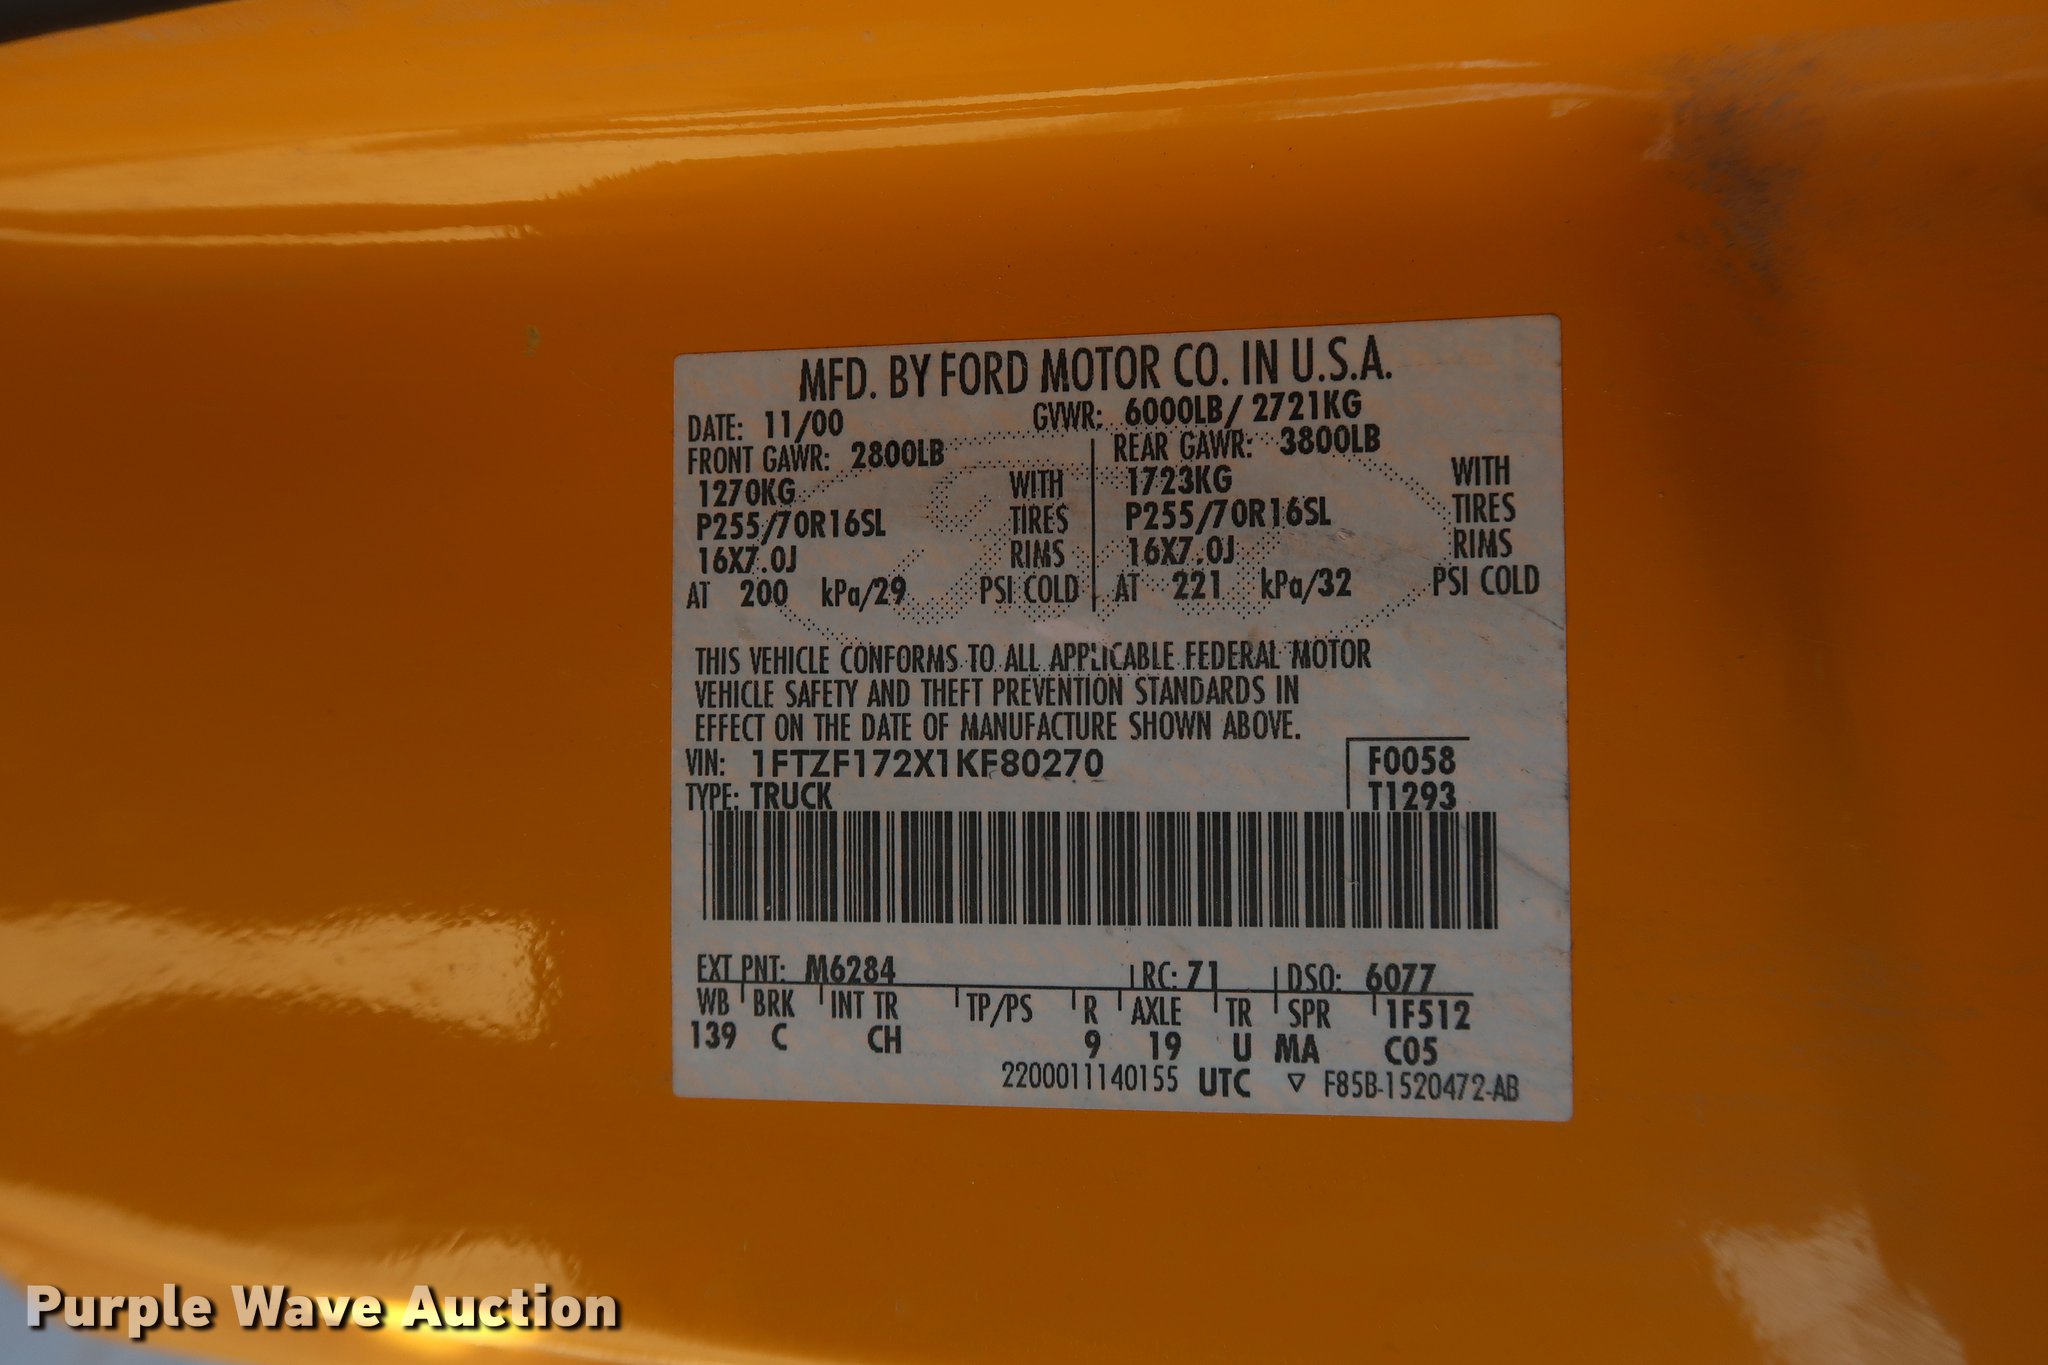 MFD. BY FORD MOTOR CO. IN U.S.A.
DATE: 11/00 GVWR: 6000LB/ 2721KG
FRONT GAWR: 2800LB REAR GAWR: 3800LB
1270KG WITH 1723KG WITH
P255/70R16SL TIRES P255/70R16SL TIRES
16X7.0J RIMS 16X7.0J RIMS
AT 200 kPa/29 PSI COLD AT 221 kPa/32 PSI COLD
THIS VEHICLE CONFORMS TO ALL APPLICABLE FEDERAL MOTOR
VEHICLE SAFETY AND THEFT PREVENTION STANDARDS IN
EFFECT ON THE DATE OF MANUFACTURE SHOWN ABOVE.
VIN: 1FTZF172X1KF80270 F0058
TYPE: TRUCK T1293
EXT PNT: M6284 RC: 71 DSO: 6077
WB BRK INT TR TP/PS R AXLE TR SPR 1F512
139 C CH 9 19 U MA C05
2200011140155 UTC ▽ F85B-1520472-AB
Purple Wave Auction